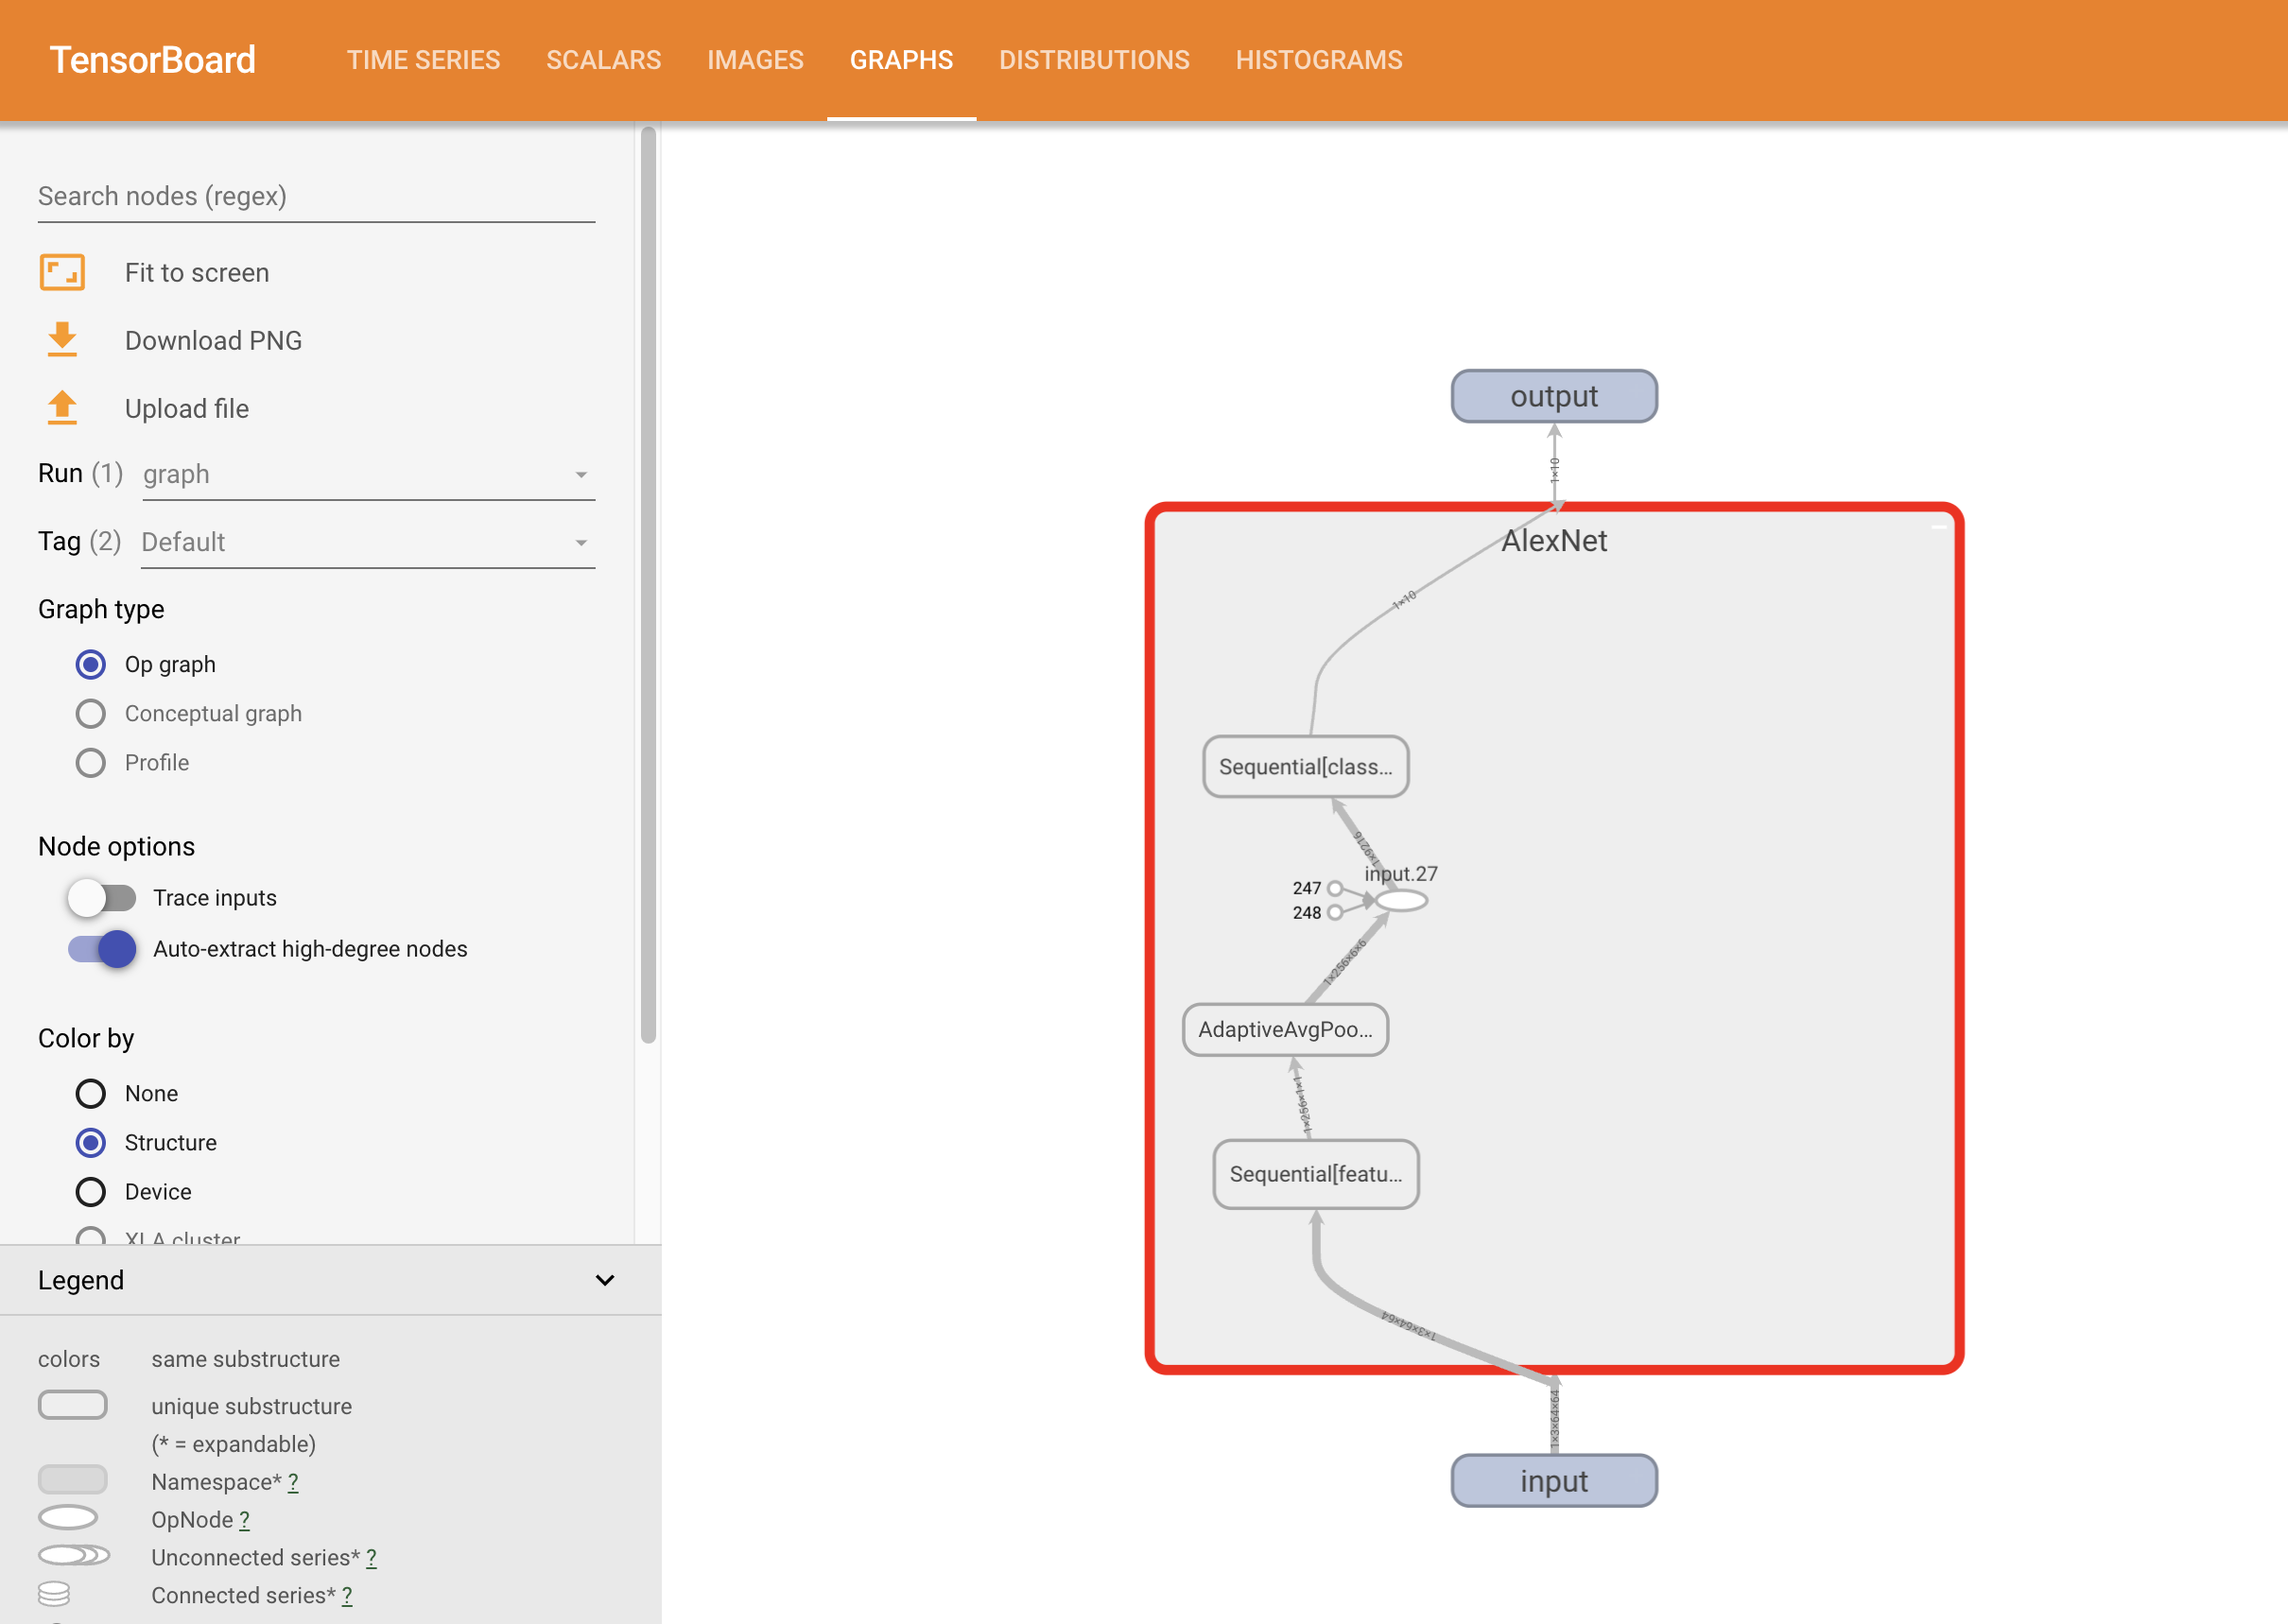 TensorBoard TIME SERIES SCALARS IMAGES GRAPHS DISTRIBUTIONS HISTOGRAMS
Search nodes (regex)
Fit to screen
Download PNG
Upload file
Run (1) graph
Tag (2) Default
Graph type
Op graph
Conceptual graph
Profile
Node options
Trace inputs
Auto-extract high-degree nodes
Color by
None
Structure
Device
XLA cluster
Legend
colors same substructure
unique substructure
(* = expandable)
Namespace* ?
OpNode ?
Unconnected series* ?
Connected series* ?
output
1×10
AlexNet
1×10
Sequential[class...
1×9216
input.27
247
248
1×256×6×6
AdaptiveAvgPoo...
1×256×1×1
Sequential[featu...
1×3×64×64
1×3×64×64
input